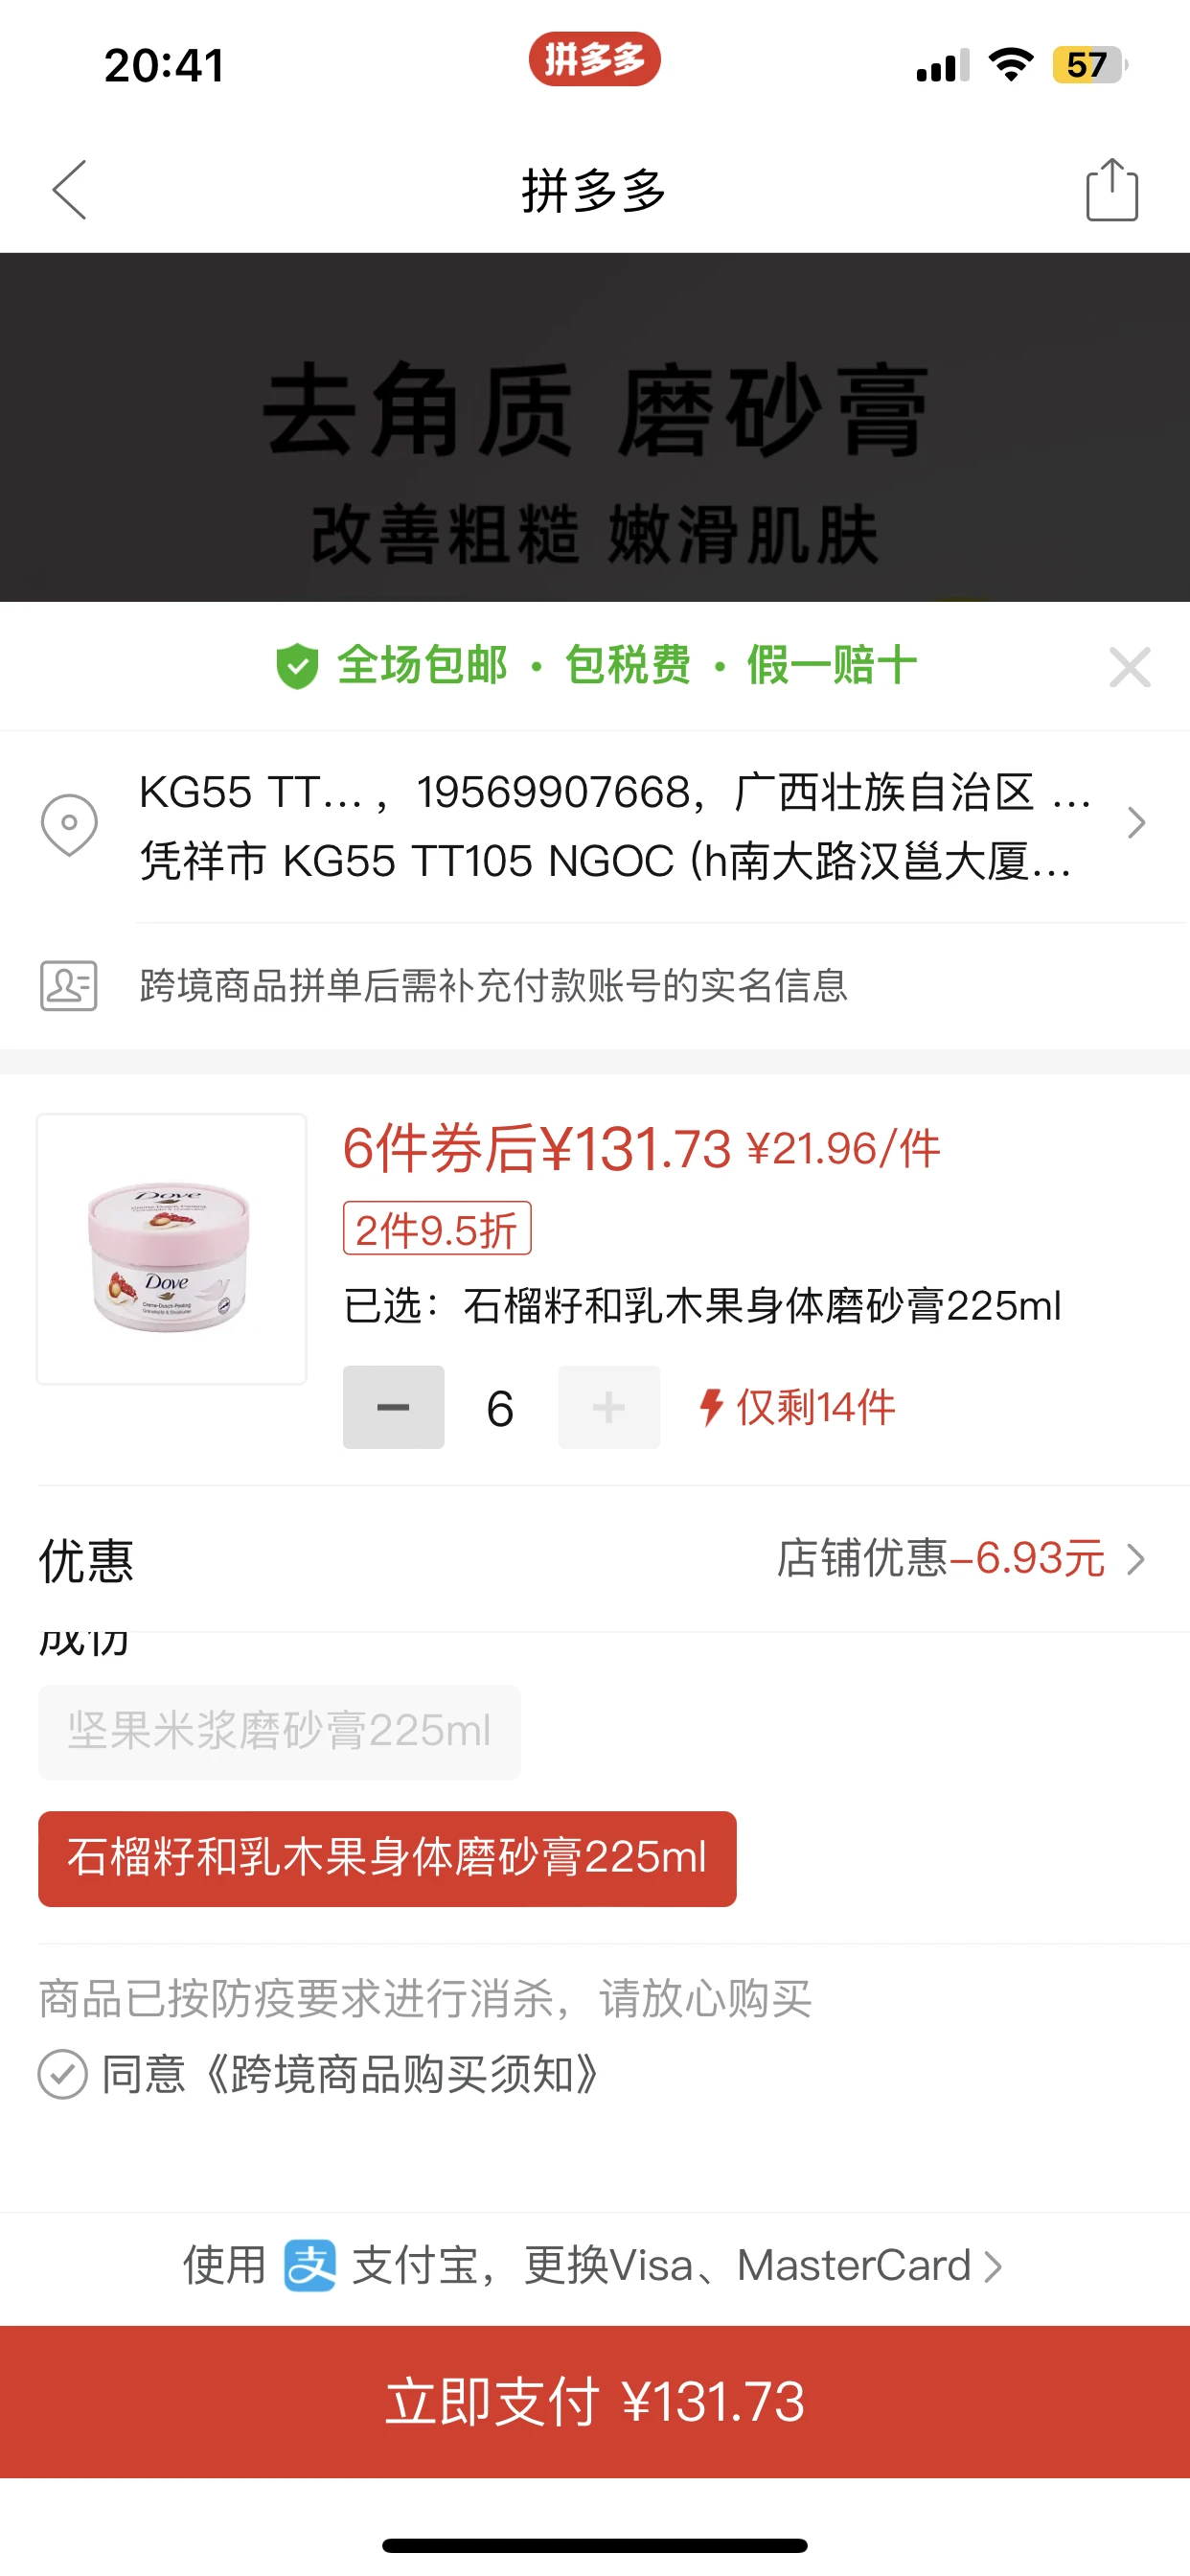 20:41
拼多多
57
拼多多
去角质 磨砂膏
改善粗糙 嫩滑肌肤
全场包邮 · 包税费 · 假一赔十
KG55 TT... ，19569907668，广西壮族自治区 ...
凭祥市 KG55 TT105 NGOC (h南大路汉邕大厦...
跨境商品拼单后需补充付款账号的实名信息
6件券后¥131.73 ¥21.96/件
2件9.5折
Dove
Dove
已选：石榴籽和乳木果身体磨砂膏225ml
6
仅剩14件
优惠
店铺优惠-6.93元
成份
坚果米浆磨砂膏225ml
石榴籽和乳木果身体磨砂膏225ml
商品已按防疫要求进行消杀，请放心购买
同意《跨境商品购买须知》
使用 支 支付宝，更换Visa、MasterCard
立即支付 ¥131.73